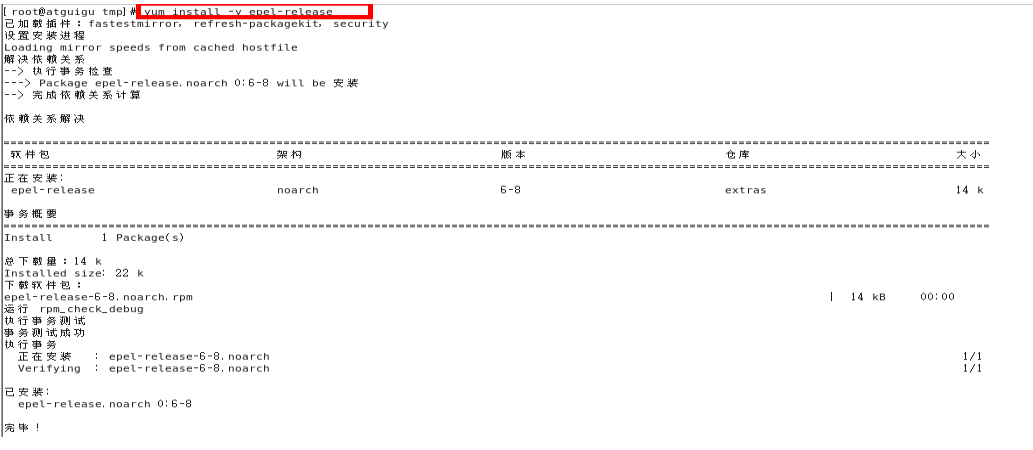 [root@atguigu tmp]# yum install -y epel-release
已加载插件：fastestmirror, refresh-packagekit, security
设置安装进程
Loading mirror speeds from cached hostfile
解决依赖关系
--> 执行事务检查
---> Package epel-release.noarch 0:6-8 will be 安装
--> 完成依赖关系计算
依赖关系解决
================================================================================
软件包 架构 版本 仓库 大小
================================================================================
正在安装:
epel-release noarch 6-8 extras 14 k
事务概要
================================================================================
Install 1 Package(s)
总下载量：14 k
Installed size: 22 k
下载软件包：
epel-release-6-8.noarch.rpm | 14 kB 00:00
运行 rpm_check_debug
执行事务测试
事务测试成功
执行事务
正在安装 : epel-release-6-8.noarch 1/1
Verifying : epel-release-6-8.noarch 1/1
已安装:
epel-release.noarch 0:6-8
完毕！